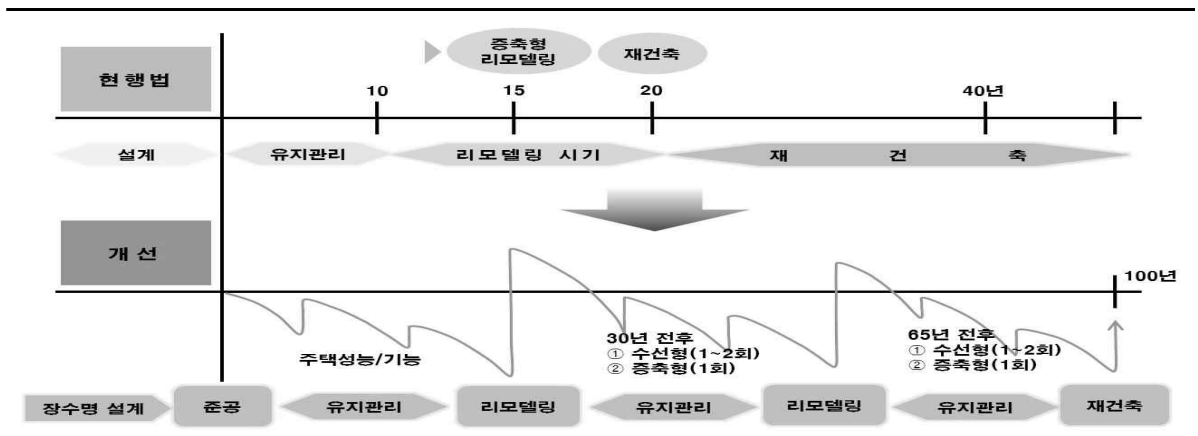 증축형
리모델링
재건축
현행법
10
15
20
40년
설계
유지관리
리모델링 시기
재 건 축
개선
100년
30년 전후
① 수선형(1~2회)
② 증축형(1회)
65년 전후
① 수선형(1~2회)
② 증축형(1회)
주택성능/기능
장수명 설계
준공
유지관리
리모델링
유지관리
리모델링
유지관리
재건축